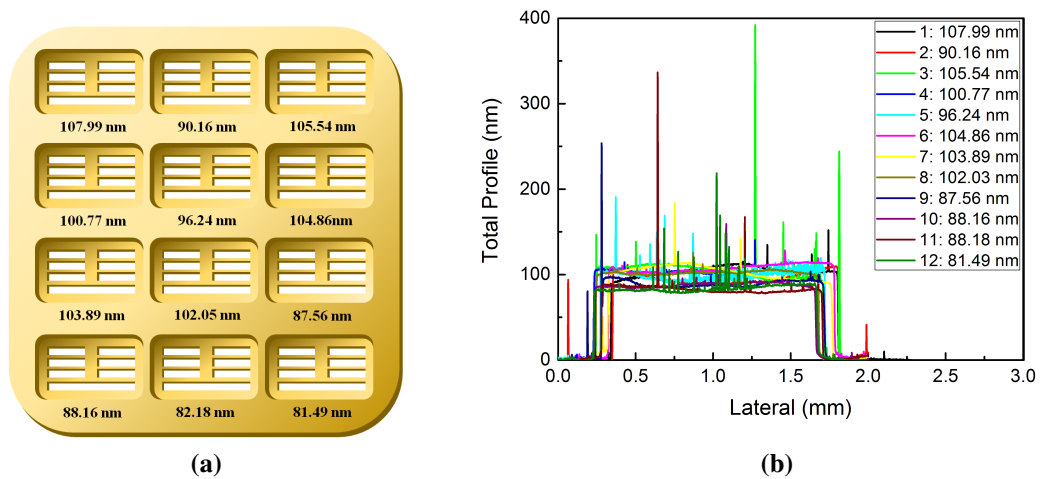 107.99 nm 90.16 nm 105.54 nm
100.77 nm 96.24 nm 104.86nm
103.89 nm 102.05 nm 87.56 nm
88.16 nm 82.18 nm 81.49 nm
(a)
Total Profile (nm)
400
300
200
100
0
0.0 0.5 1.0 1.5 2.0 2.5 3.0
Lateral (mm)
1: 107.99 nm
2: 90.16 nm
3: 105.54 nm
4: 100.77 nm
5: 96.24 nm
6: 104.86 nm
7: 103.89 nm
8: 102.03 nm
9: 87.56 nm
10: 88.16 nm
11: 88.18 nm
12: 81.49 nm
(b)